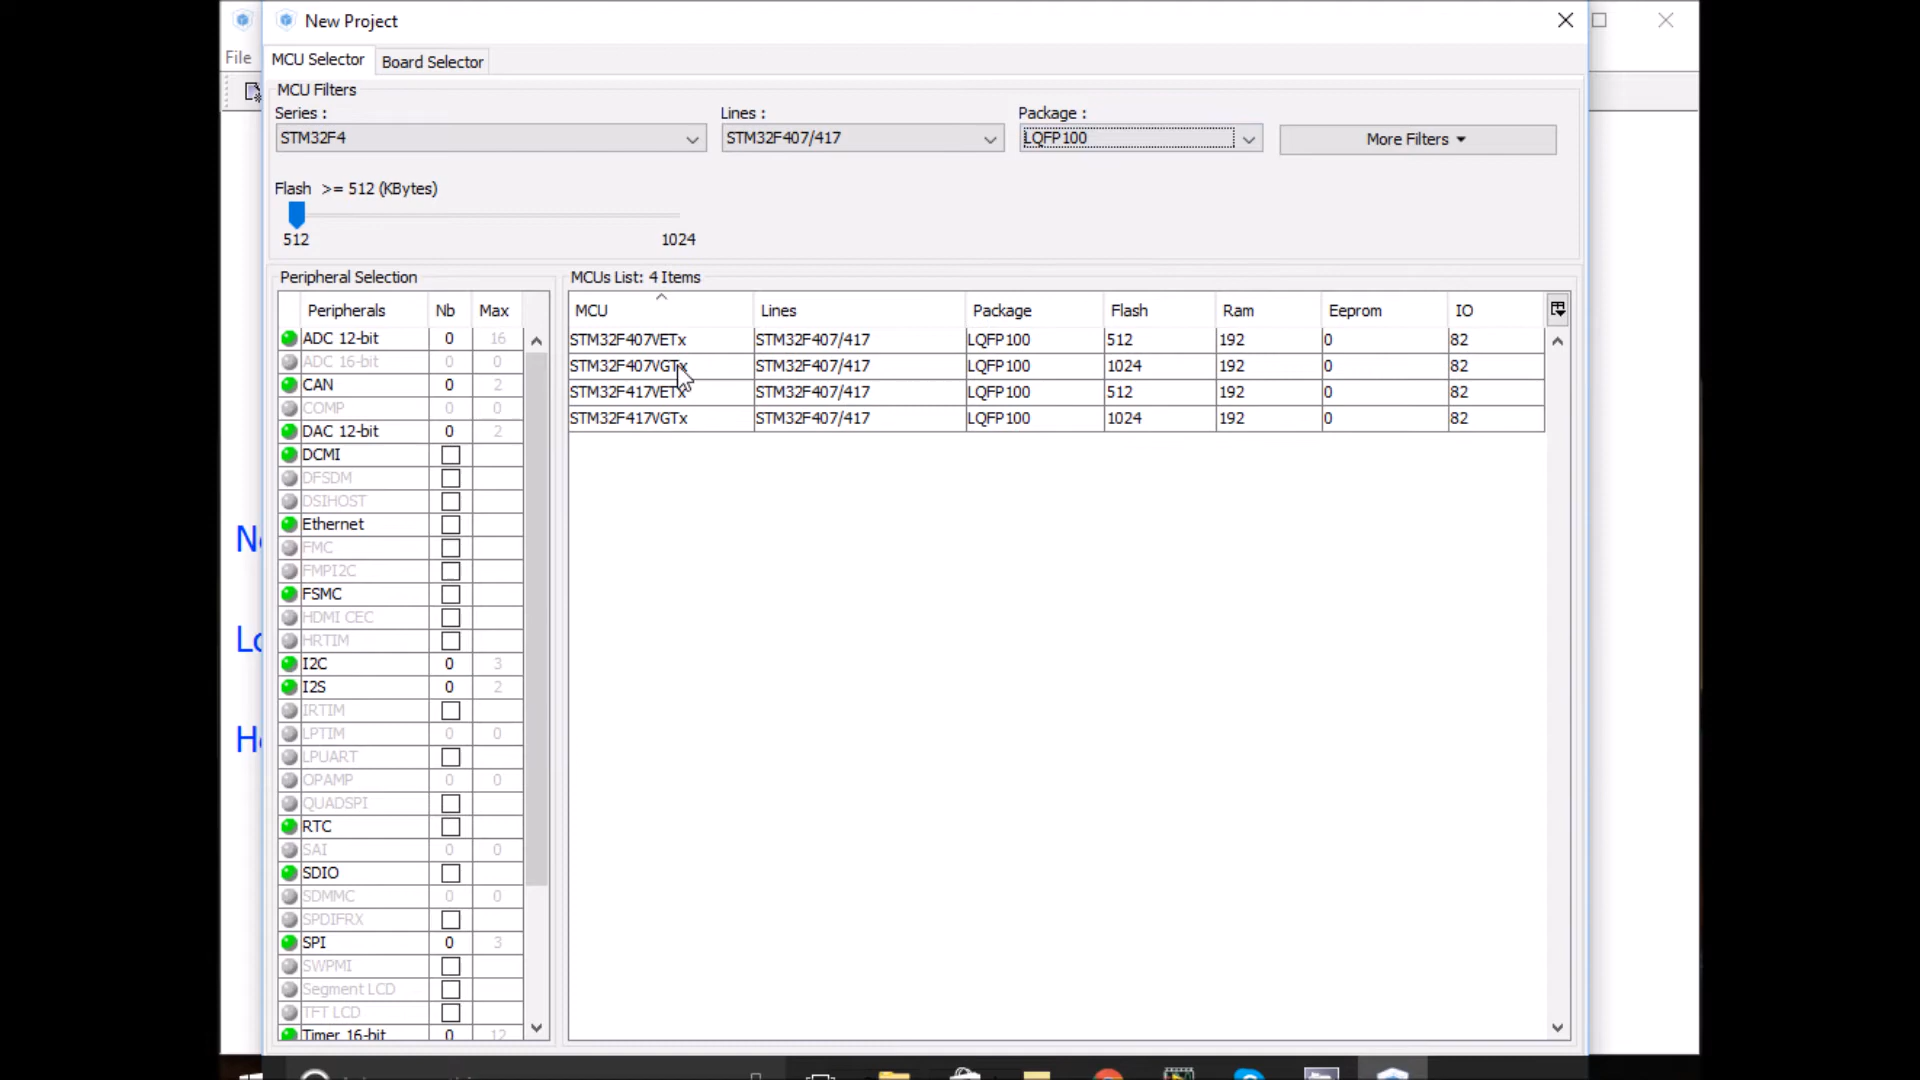 New Project
File
MCU Selector Board Selector
MCU Filters
Series : Lines : Package :
STM32F4 STM32F407/417 LQFP100 More Filters
Flash >= 512 (KBytes)
512 1024
Peripheral Selection
MCUs List: 4 Items
Peripherals Nb Max
MCU Lines Package Flash Ram Eeprom IO
STM32F407VETx STM32F407/417 LQFP100 512 192 0 82
STM32F407VGTx STM32F407/417 LQFP100 1024 192 0 82
STM32F417VETx STM32F407/417 LQFP100 512 192 0 82
STM32F417VGTx STM32F407/417 LQFP100 1024 192 0 82
ADC 12-bit 0 16
ADC 16-bit 0 0
CAN 0 2
COMP 0 0
DAC 12-bit 0 2
DCMI
DFSDM
DSIHOST
Ethernet
FMC
FMPI2C
FSMC
HDMI CEC
HRTIM
I2C 0 3
I2S 0 2
IRTIM
LPTIM 0 0
LPUART
OPAMP 0 0
QUADSPI
RTC
SAI 0 0
SDIO
SDMMC 0 0
SPDIFRX
SPI 0 3
SWPMI
Segment LCD
TFT LCD
Timer 16-bit 0 12